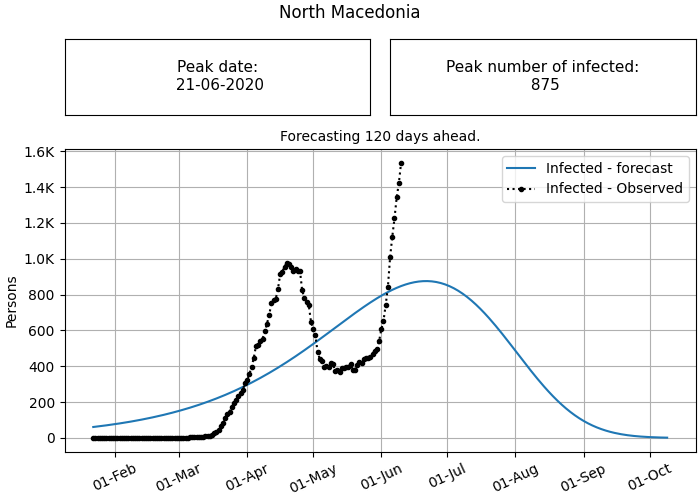 North Macedonia
Peak date:
21-06-2020
Peak number of infected:
875
Forecasting 120 days ahead.
Infected - forecast
Infected - Observed
Persons
1.6K
1.4K
1.2K
1.0K
800
600
400
200
0
01-Feb
01-Mar
01-Apr
01-May
01-Jun
01-Jul
01-Aug
01-Sep
01-Oct